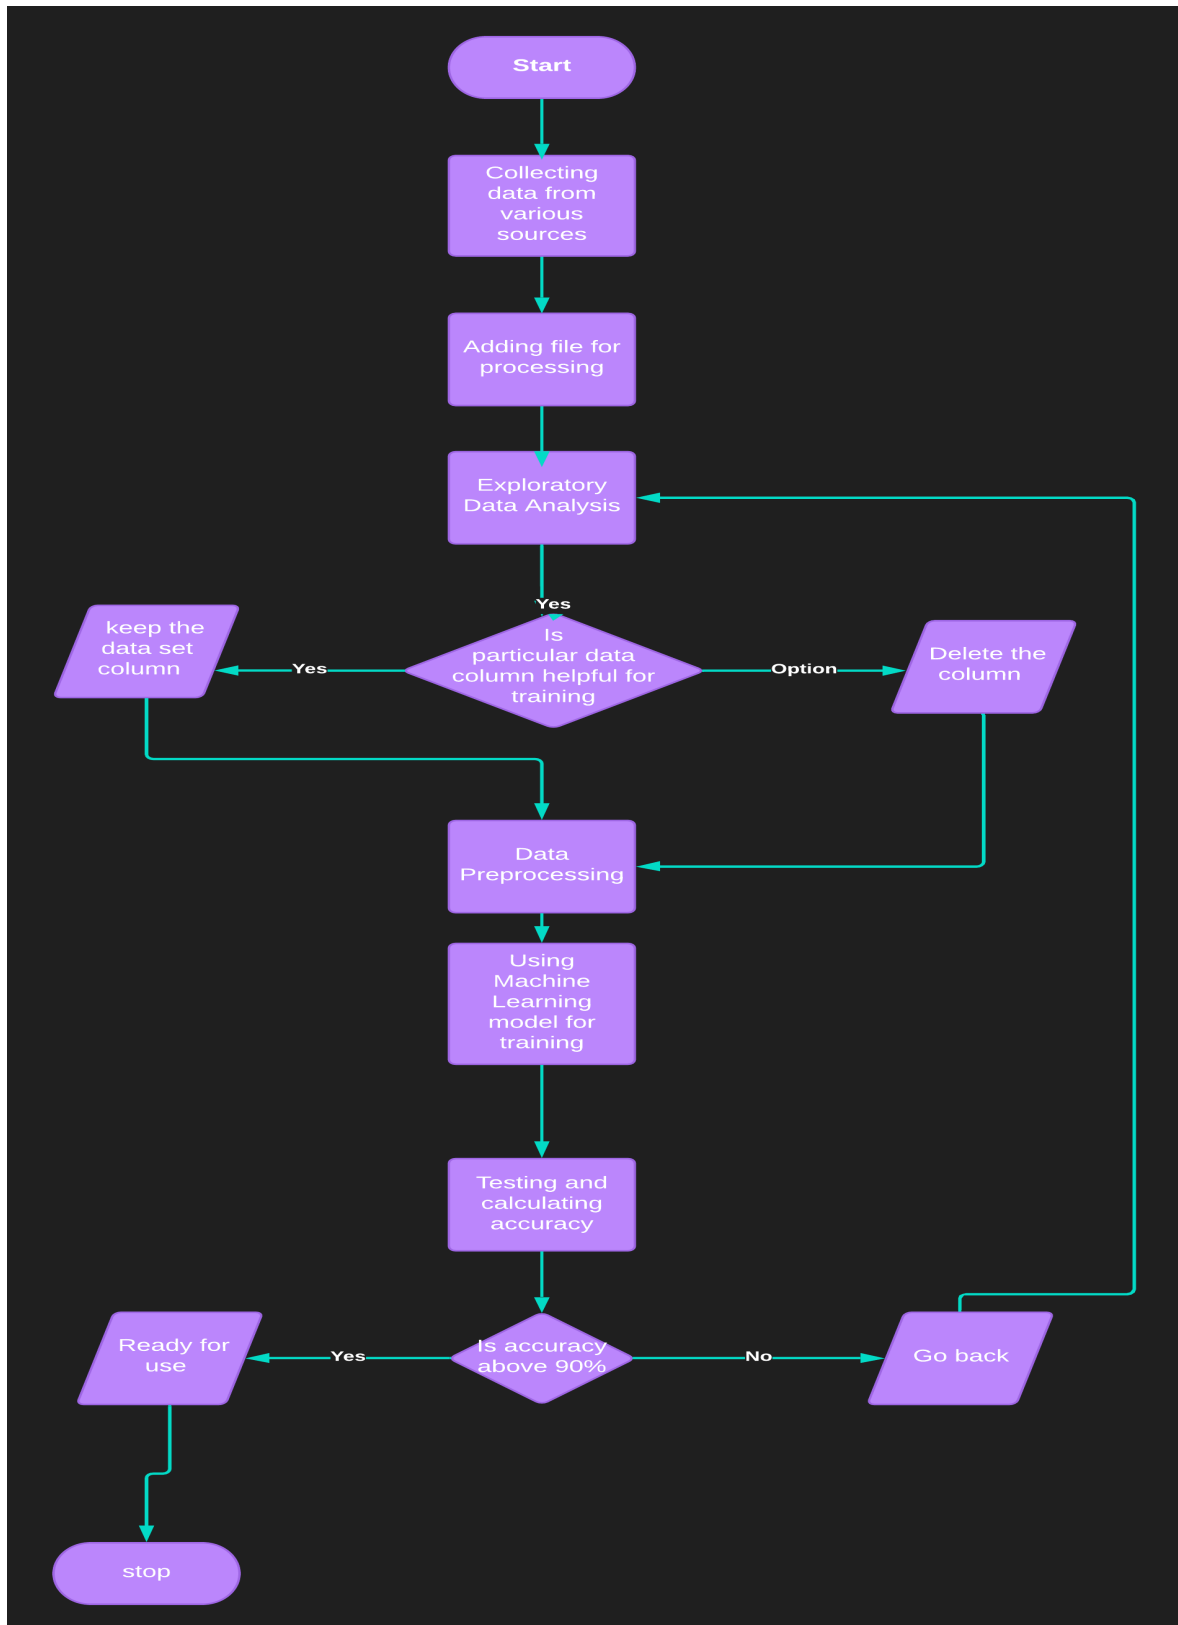 Start
Collecting
data from
various
sources
Adding file for
processing
Exploratory
Data Analysis
Yes
keep the
data set
column
Yes
Is
particular data
column helpful for
training
Option
Delete the
column
Data
Preprocessing
Using
Machine
Learning
model for
training
Testing and
calculating
accuracy
Ready for
use
Yes
Is accuracy
above 90%
No
Go back
stop